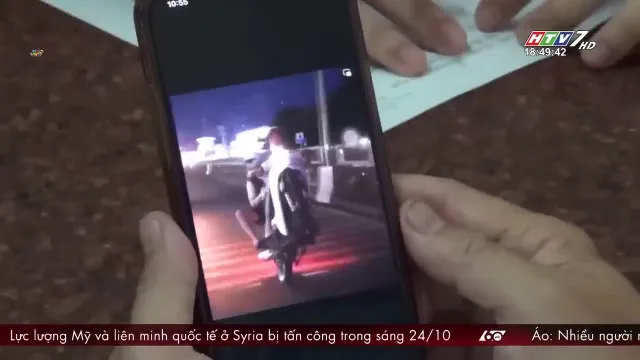 10:55
HTV7 HD
18:49:42
Lực lượng Mỹ và liên minh quốc tế ở Syria bị tấn công trong sáng 24/10 60 Áo: Nhiều người